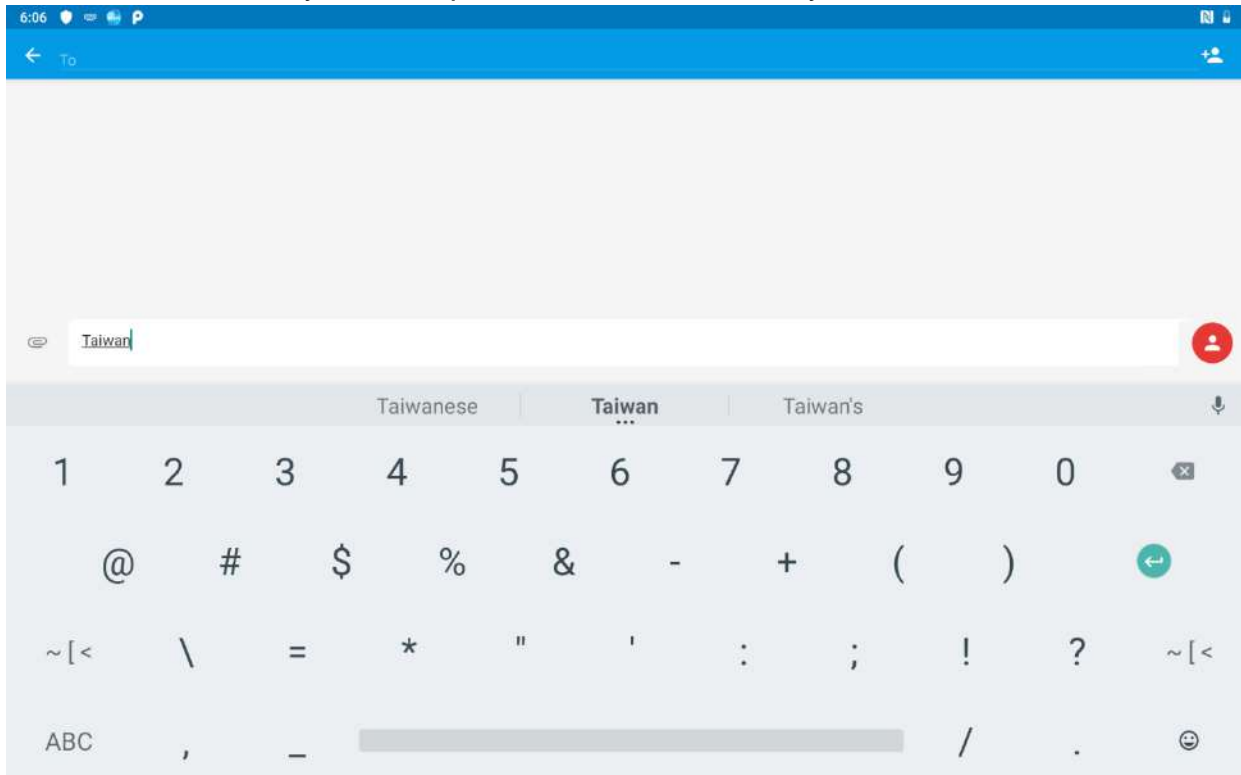 6:06
To
Taiwan
Taiwanese Taiwan Taiwan's
1 2 3 4 5 6 7 8 9 0
@ # $ % & - + ( )
~[< \ = * " ' : ; ! ? ~[<
ABC , _ / .